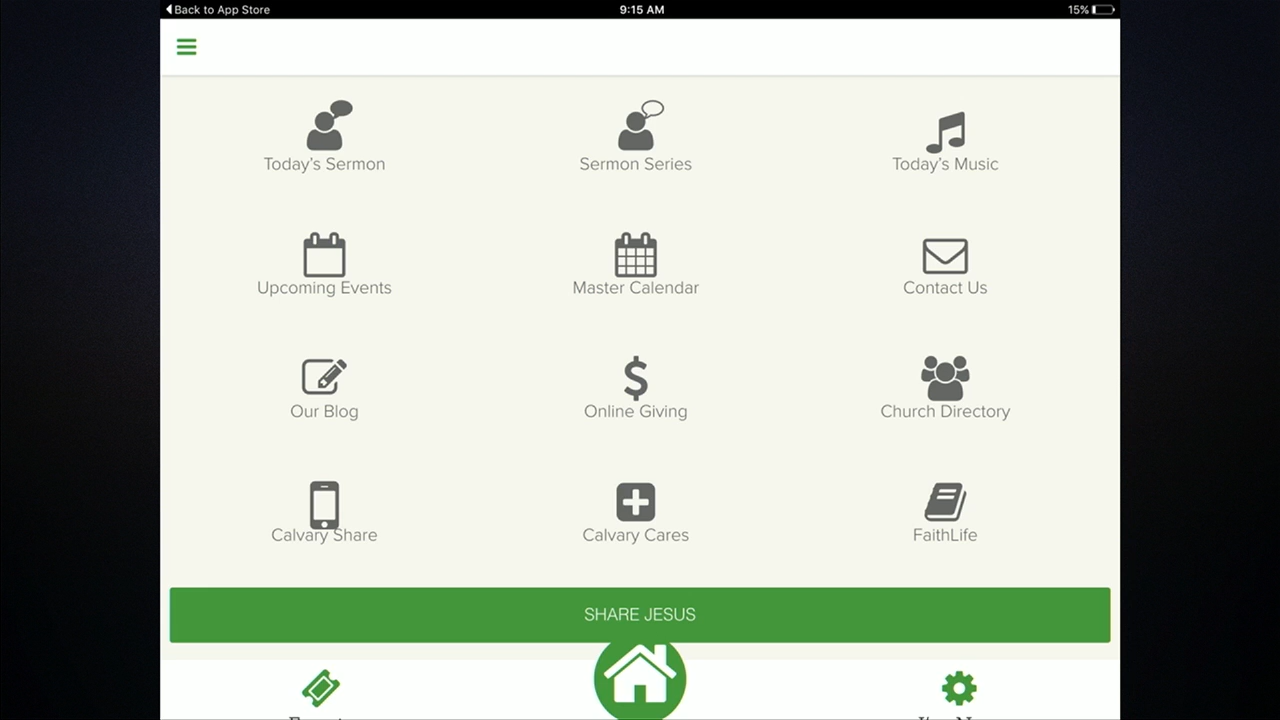 Back to App Store
9:15 AM
15%
Today's Sermon
Sermon Series
Today's Music
Upcoming Events
Master Calendar
Contact Us
Our Blog
Online Giving
Church Directory
Calvary Share
Calvary Cares
FaithLife
SHARE JESUS